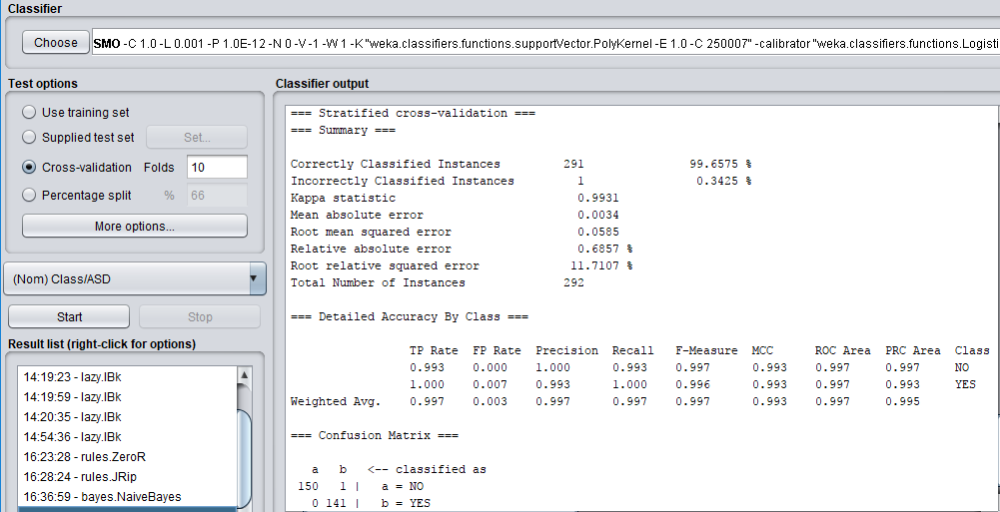 Classifier
Choose SMO -C 1.0 -L 0.001 -P 1.0E-12 -N 0 -V -1 -W 1 -K "weka.classifiers.functions.supportVector.PolyKernel -E 1.0 -C 250007" -calibrator "weka.classifiers.functions.Logisti
Test options
Use training set
Supplied test set Set...
Cross-validation Folds 10
Percentage split % 66
More options...
(Nom) Class/ASD
Start Stop
Result list (right-click for options)
14:19:23 - lazy.IBk
14:19:59 - lazy.IBk
14:20:35 - lazy.IBk
14:54:36 - lazy.IBk
16:23:28 - rules.ZeroR
16:28:24 - rules.JRip
16:36:59 - bayes.NaiveBayes
Classifier output
=== Stratified cross-validation ===
=== Summary ===
Correctly Classified Instances 291 99.6575 %
Incorrectly Classified Instances 1 0.3425 %
Kappa statistic 0.9931
Mean absolute error 0.0034
Root mean squared error 0.0585
Relative absolute error 0.6857 %
Root relative squared error 11.7107 %
Total Number of Instances 292
=== Detailed Accuracy By Class ===
TP Rate FP Rate Precision Recall F-Measure MCC ROC Area PRC Area Class
0.993 0.000 1.000 0.993 0.997 0.993 0.997 0.997 NO
1.000 0.007 0.993 1.000 0.996 0.993 0.997 0.993 YES
Weighted Avg. 0.997 0.003 0.997 0.997 0.997 0.993 0.997 0.995
=== Confusion Matrix ===
a b <-- classified as
150 1 | a = NO
0 141 | b = YES